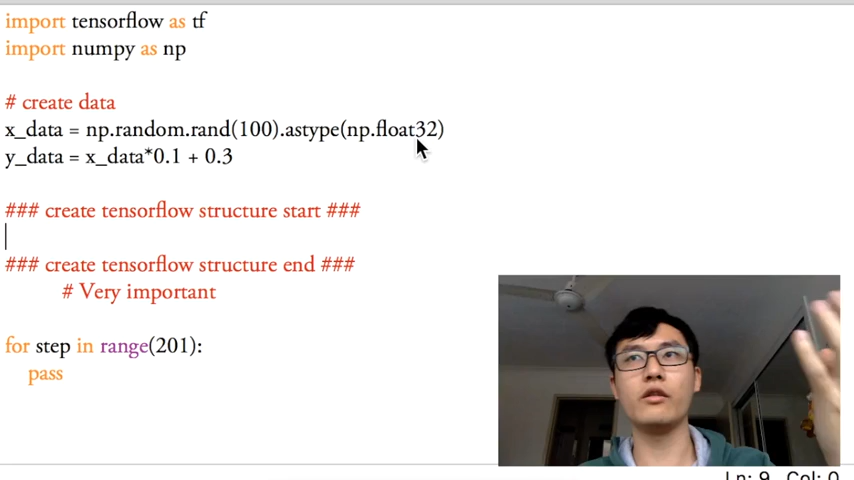 import tensorflow as tf
import numpy as np
# create data
x_data = np.random.rand(100).astype(np.float32)
y_data = x_data*0.1 + 0.3
### create tensorflow structure start ###
### create tensorflow structure end ###
# Very important
for step in range(201):
pass
Ln: 9 Col: 0